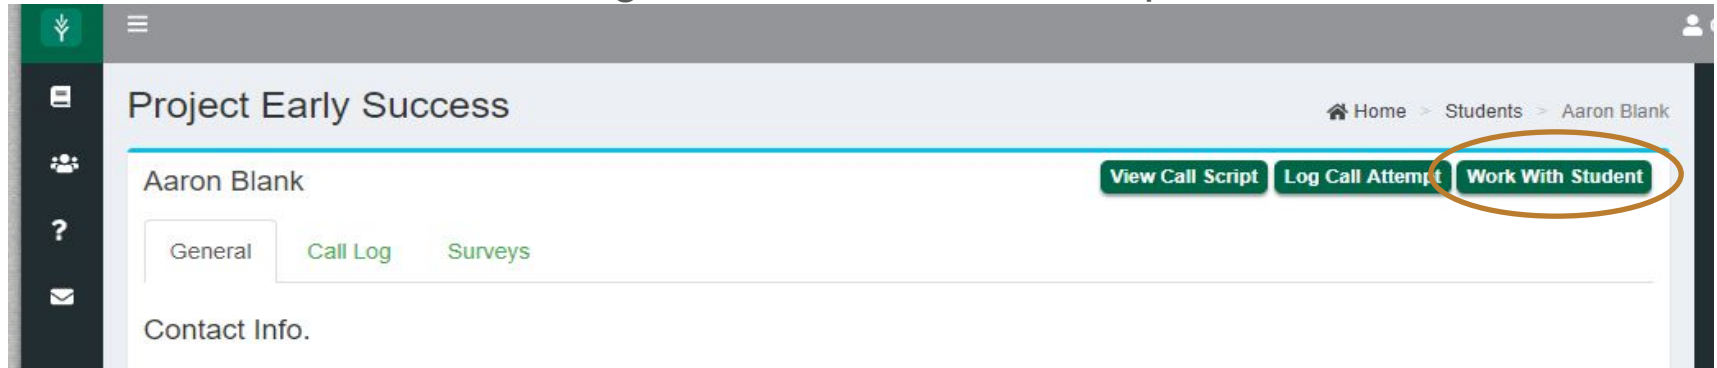 Project Early Success
Home > Students > Aaron Blank
Aaron Blank
View Call Script Log Call Attempt Work With Student
General Call Log Surveys
Contact Info.